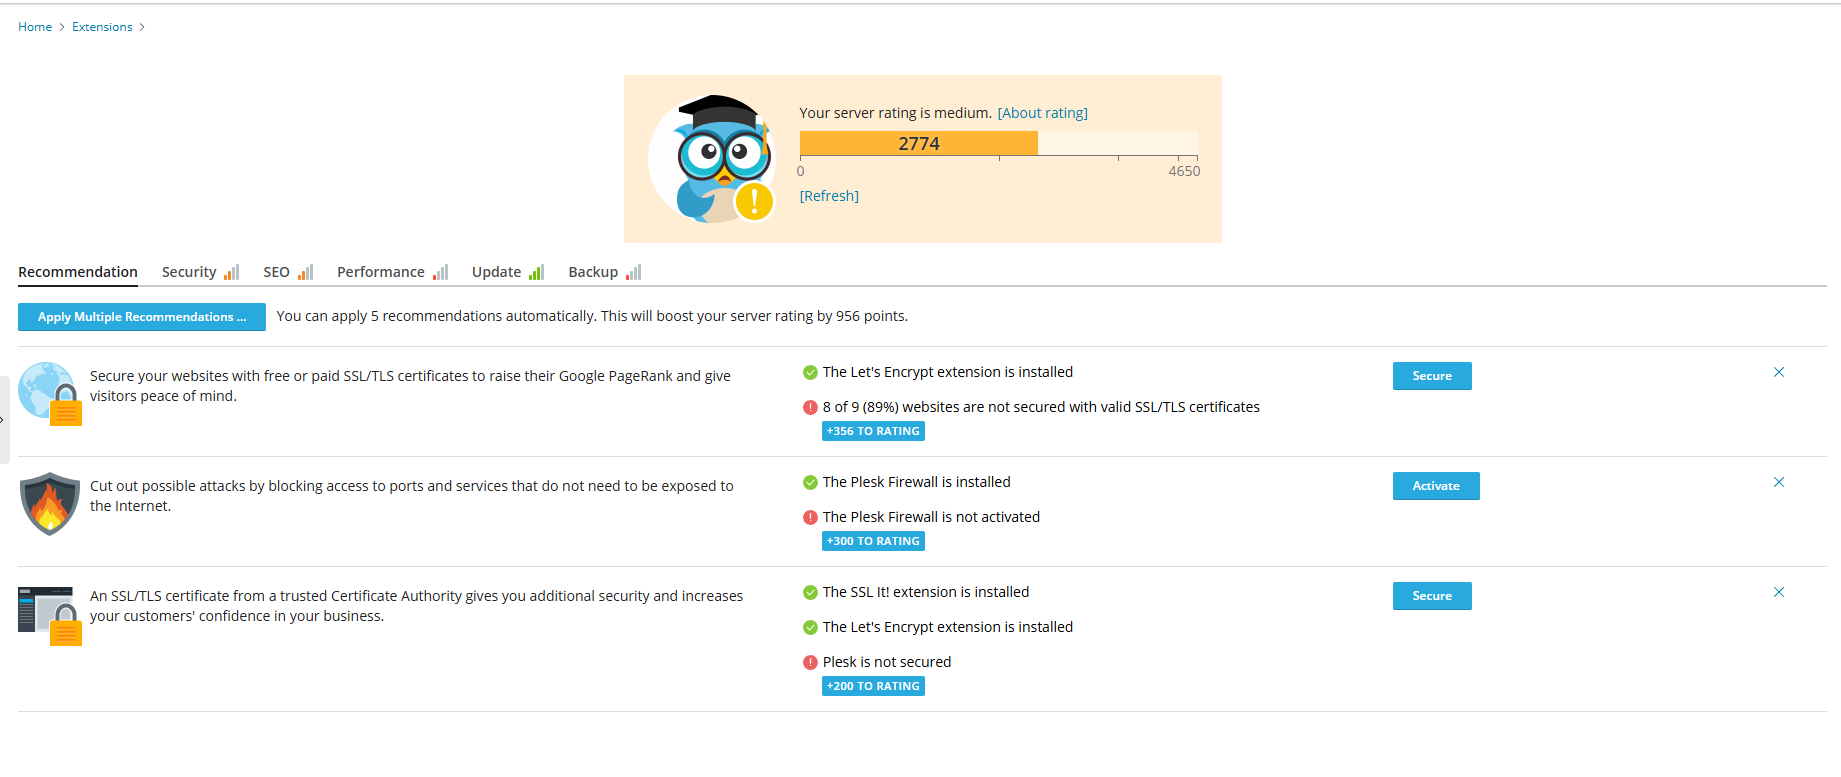 Home > Extensions >
Your server rating is medium. [About rating]
2774
0 4650
[Refresh]
Recommendation Security SEO Performance Update Backup
Apply Multiple Recommendations ... You can apply 5 recommendations automatically. This will boost your server rating by 956 points.
Secure your websites with free or paid SSL/TLS certificates to raise their Google PageRank and give
visitors peace of mind.
The Let's Encrypt extension is installed
8 of 9 (89%) websites are not secured with valid SSL/TLS certificates
+356 TO RATING
Secure
Cut out possible attacks by blocking access to ports and services that do not need to be exposed to
the Internet.
The Plesk Firewall is installed
The Plesk Firewall is not activated
+300 TO RATING
Activate
An SSL/TLS certificate from a trusted Certificate Authority gives you additional security and increases
your customers' confidence in your business.
The SSL It! extension is installed
The Let's Encrypt extension is installed
Plesk is not secured
+200 TO RATING
Secure